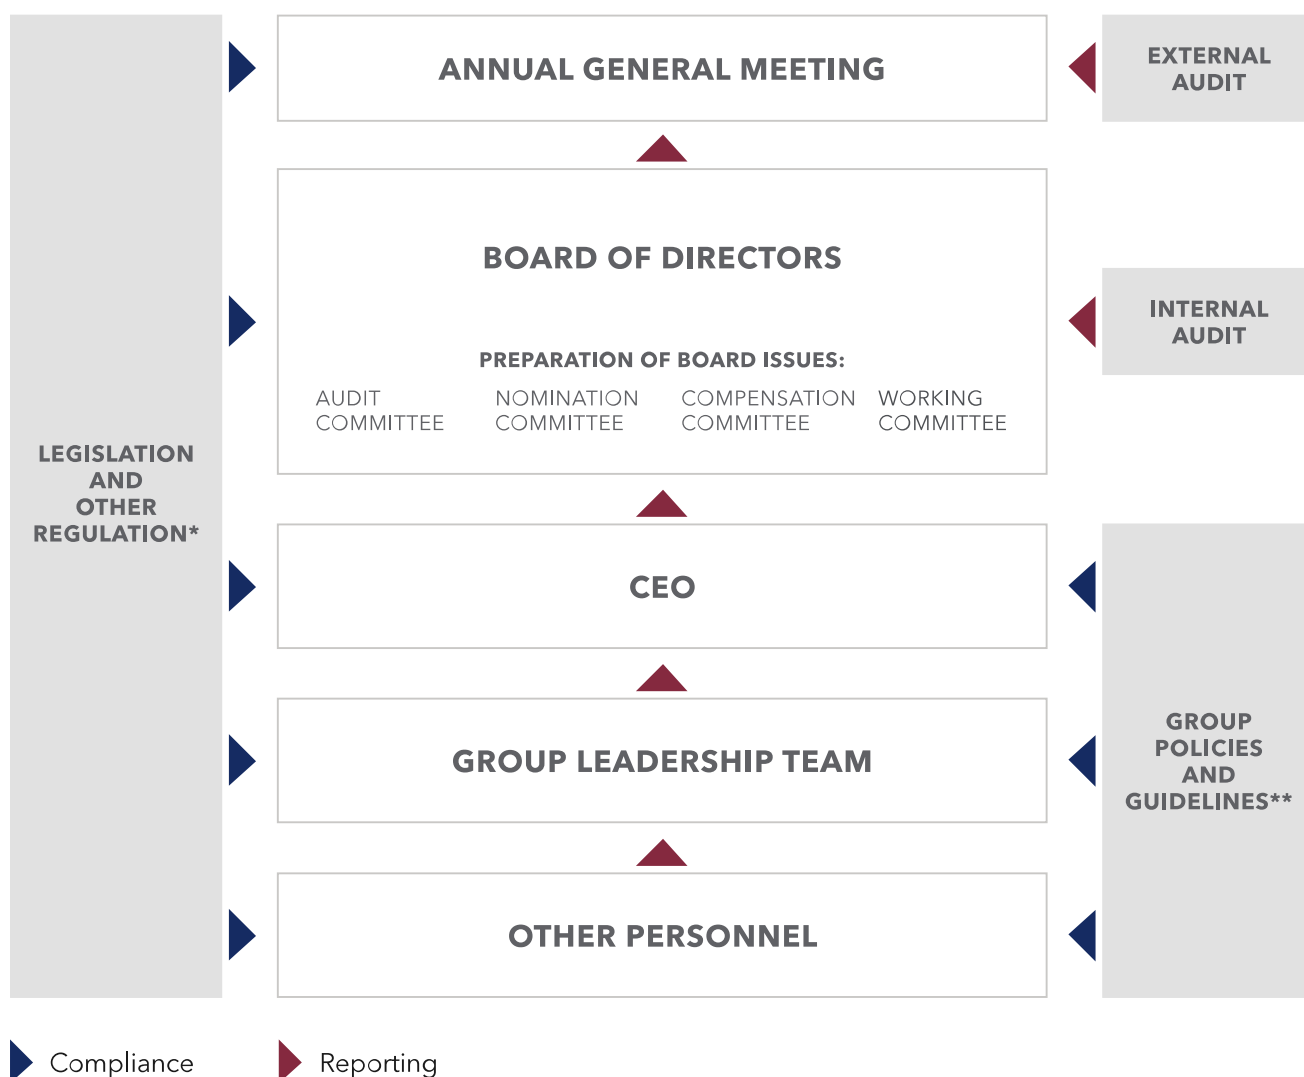 ANNUAL GENERAL MEETING
EXTERNAL
AUDIT
BOARD OF DIRECTORS
INTERNAL
AUDIT
PREPARATION OF BOARD ISSUES:
AUDIT
COMMITTEE
NOMINATION
COMMITTEE
COMPENSATION
COMMITTEE
WORKING
COMMITTEE
LEGISLATION
AND
OTHER
REGULATION*
CEO
GROUP LEADERSHIP TEAM
GROUP
POLICIES
AND
GUIDELINES**
OTHER PERSONNEL
Compliance
Reporting